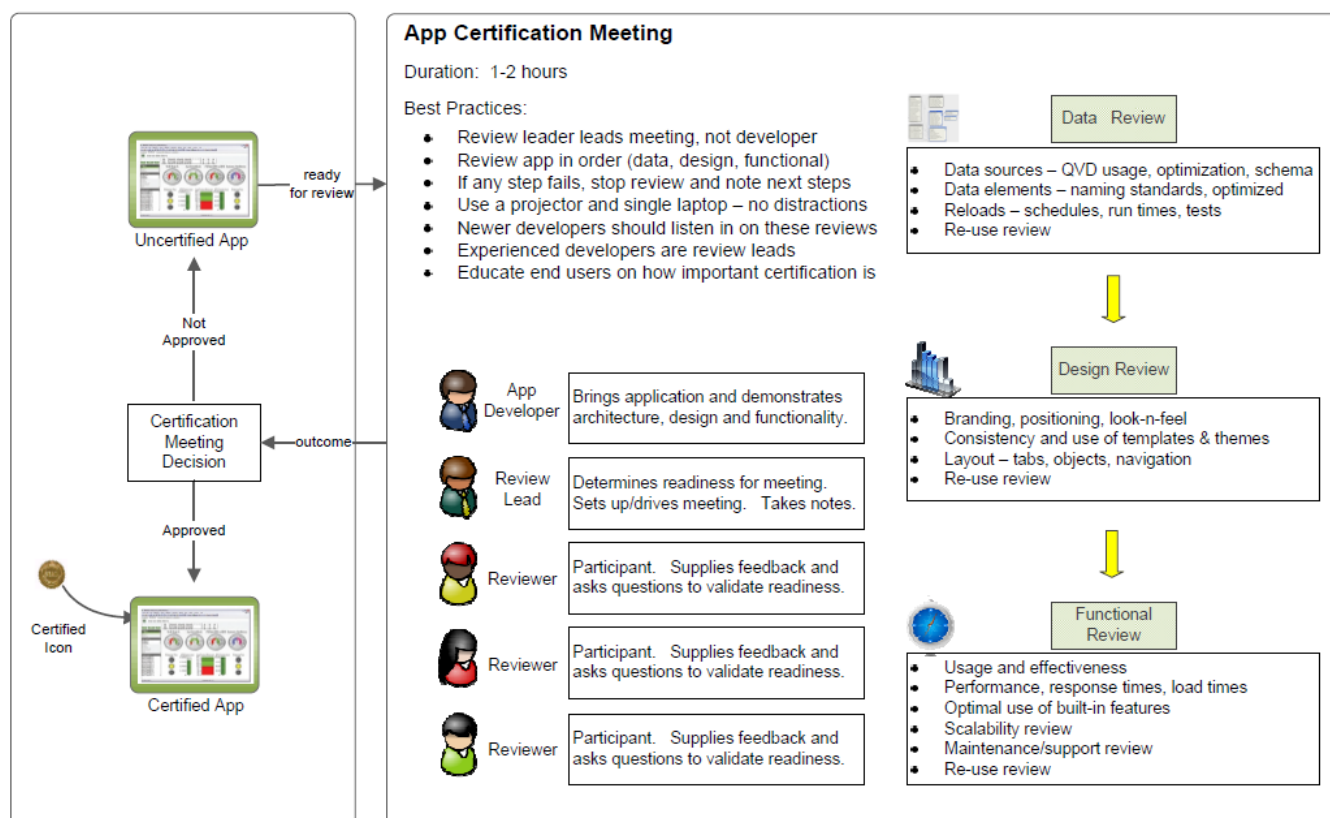 App Certification Meeting
Duration: 1-2 hours
Best Practices:
Review leader leads meeting, not developer
Review app in order (data, design, functional)
If any step fails, stop review and note next steps
Use a projector and single laptop – no distractions
Newer developers should listen in on these reviews
Experienced developers are review leads
Educate end users on how important certification is
ready
for review
Uncertified App
Not
Approved
Certification
Meeting
Decision
outcome
Approved
Certified
Icon
Certified App
App
Developer
Brings application and demonstrates
architecture, design and functionality.
Review
Lead
Determines readiness for meeting.
Sets up/drives meeting. Takes notes.
Reviewer
Participant. Supplies feedback and
asks questions to validate readiness.
Reviewer
Participant. Supplies feedback and
asks questions to validate readiness.
Reviewer
Participant. Supplies feedback and
asks questions to validate readiness.
Data Review
Data sources – QVD usage, optimization, schema
Data elements – naming standards, optimized
Reloads – schedules, run times, tests
Re-use review
Design Review
Branding, positioning, look-n-feel
Consistency and use of templates & themes
Layout – tabs, objects, navigation
Re-use review
Functional
Review
Usage and effectiveness
Performance, response times, load times
Optimal use of built-in features
Scalability review
Maintenance/support review
Re-use review